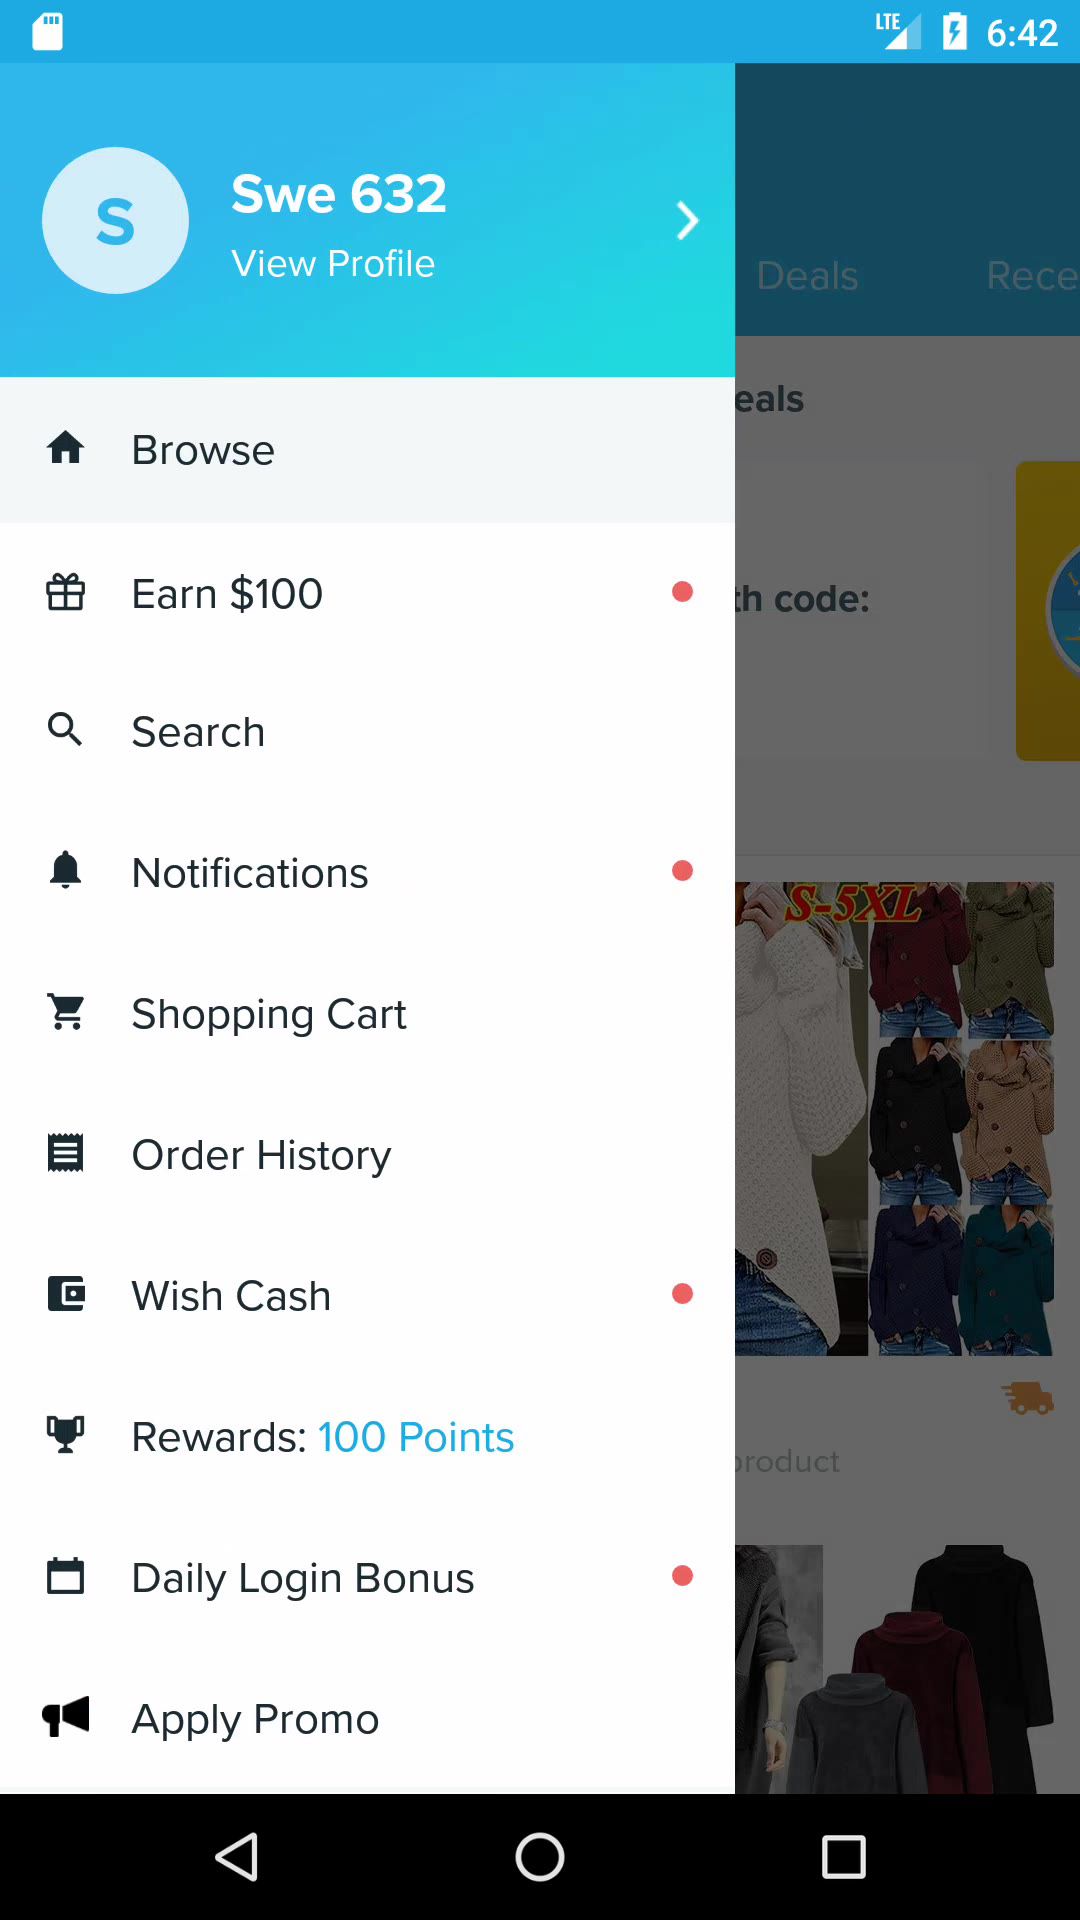 LTE 6:42
S
Swe 632
View Profile
Deals
Rece
eals
Browse
Earn $100
th code:
Search
Notifications
S-5XL
Shopping Cart
Order History
Wish Cash
Rewards: 100 Points
product
Daily Login Bonus
Apply Promo